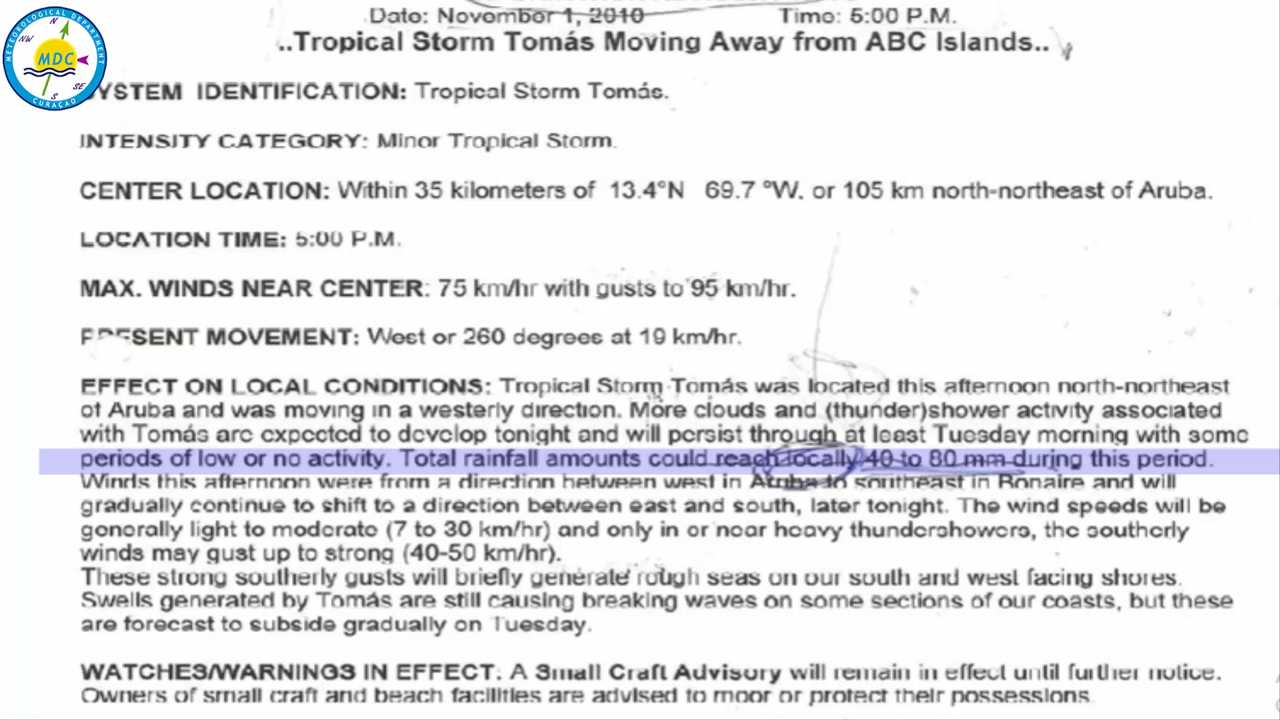 METEOROLOGICAL DEPARTMENT
CURAÇAO
NW
MDC
SE
S
Date: November 1, 2010 Time: 5:00 P.M.
..Tropical Storm Tomás Moving Away from ABC Islands..
SYSTEM IDENTIFICATION: Tropical Storm Tomás.
INTENSITY CATEGORY: Minor Tropical Storm.
CENTER LOCATION: Within 35 kilometers of 13.4°N 69.7 °W. or 105 km north-northeast of Aruba.
LOCATION TIME: 5:00 P.M.
MAX. WINDS NEAR CENTER: 75 km/hr with gusts to 95 km/hr.
PRESENT MOVEMENT: West or 260 degrees at 19 km/hr.
EFFECT ON LOCAL CONDITIONS: Tropical Storm Tomás was located this afternoon north-northeast
of Aruba and was moving in a westerly direction. More clouds and (thunder)shower activity associated
with Tomás are expected to develop tonight and will persist through at least Tuesday morning with some
periods of low or no activity. Total rainfall amounts could reach locally 40 to 80 mm during this period.
Winds this afternoon were from a direction between west in Aruba to southeast in Bonaire and will
gradually continue to shift to a direction between east and south, later tonight. The wind speeds will be
generally light to moderate (7 to 30 km/hr) and only in or near heavy thundershowers, the southerly
winds may gust up to strong (40-50 km/hr).
These strong southerly gusts will briefly generate rough seas on our south and west facing shores.
Swells generated by Tomás are still causing breaking waves on some sections of our coasts, but these
are forecast to subside gradually on Tuesday.
WATCHES/WARNINGS IN EFFECT: A Small Craft Advisory will remain in effect until further notice.
Owners of small craft and beach facilities are advised to moor or protect their possessions.